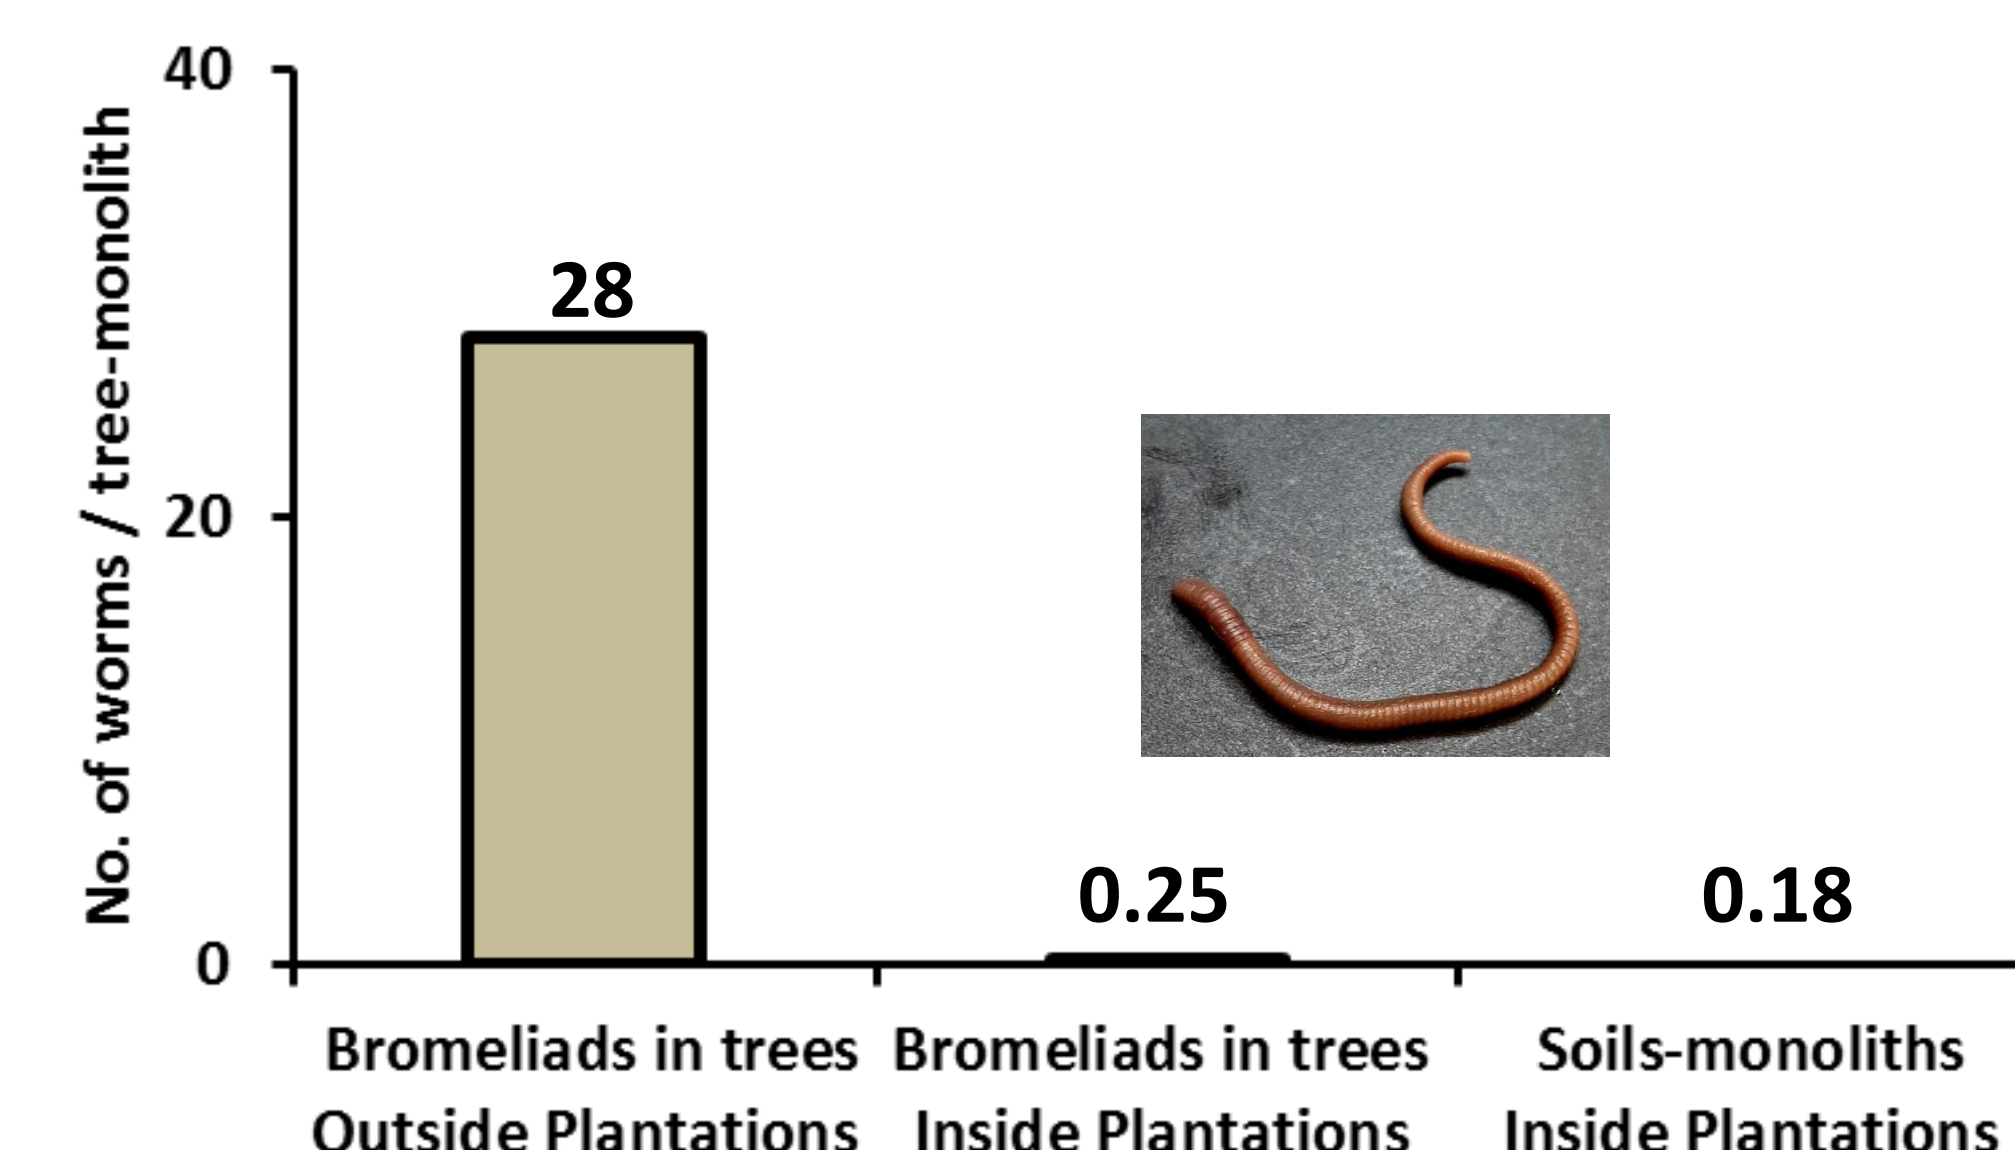 40
No. of worms / tree-monolith
28
20
0.25
0.18
0
Bromeliads in trees
Outside Plantations
Bromeliads in trees
Inside Plantations
Soils-monoliths
Inside Plantations